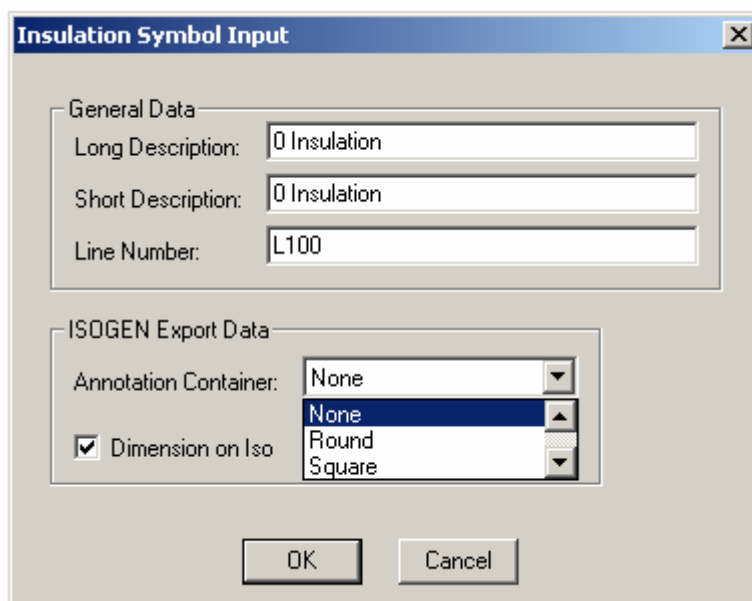 Insulation Symbol Input
General Data
Long Description: 0 Insulation
Short Description: 0 Insulation
Line Number: L100
ISOGEN Export Data
Annotation Container: None
None
Round
Square
Dimension on Iso
OK Cancel